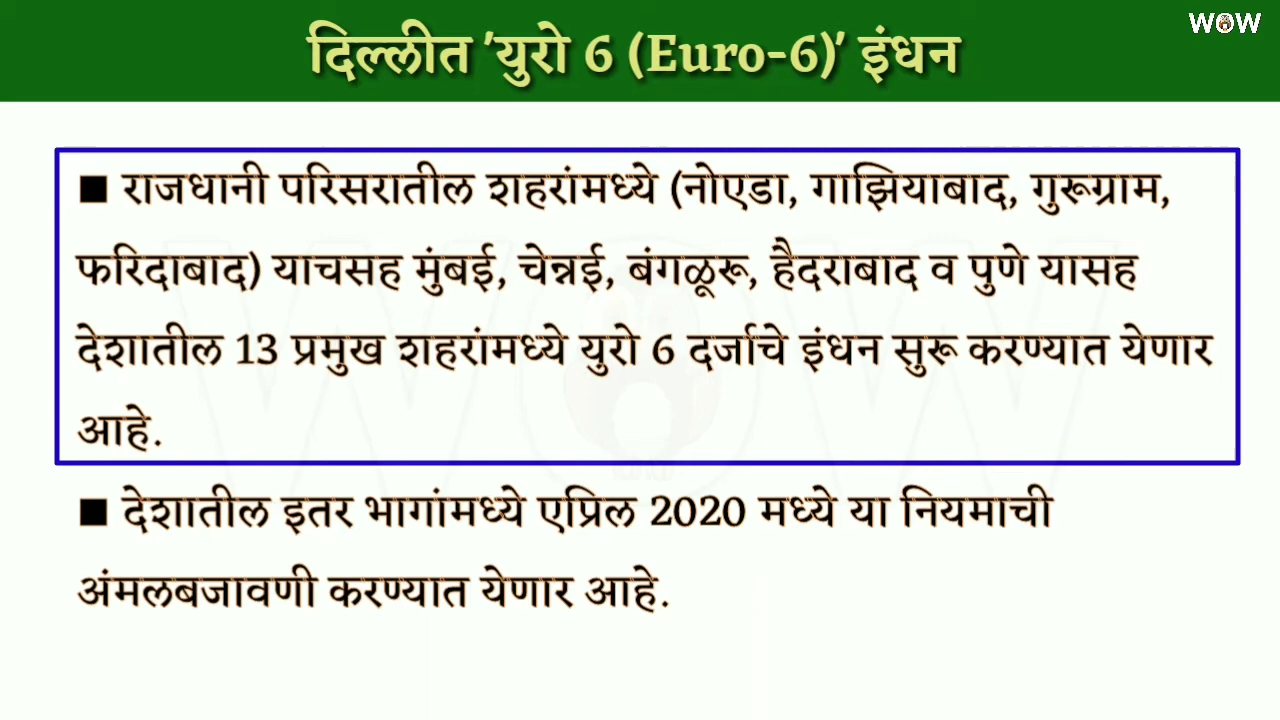 WOW
दिल्लीत 'युरो 6 (Euro-6)' इंधन
■ राजधानी परिसरातील शहरांमध्ये (नोएडा, गाझियाबाद, गुरूग्राम,
फरिदाबाद) याचसह मुंबई, चेन्नई, बंगळूरू, हैदराबाद व पुणे यासह
देशातील 13 प्रमुख शहरांमध्ये युरो 6 दर्जाचे इंधन सुरू करण्यात येणार
आहे.
■ देशातील इतर भागांमध्ये एप्रिल 2020 मध्ये या नियमाची
अंमलबजावणी करण्यात येणार आहे.